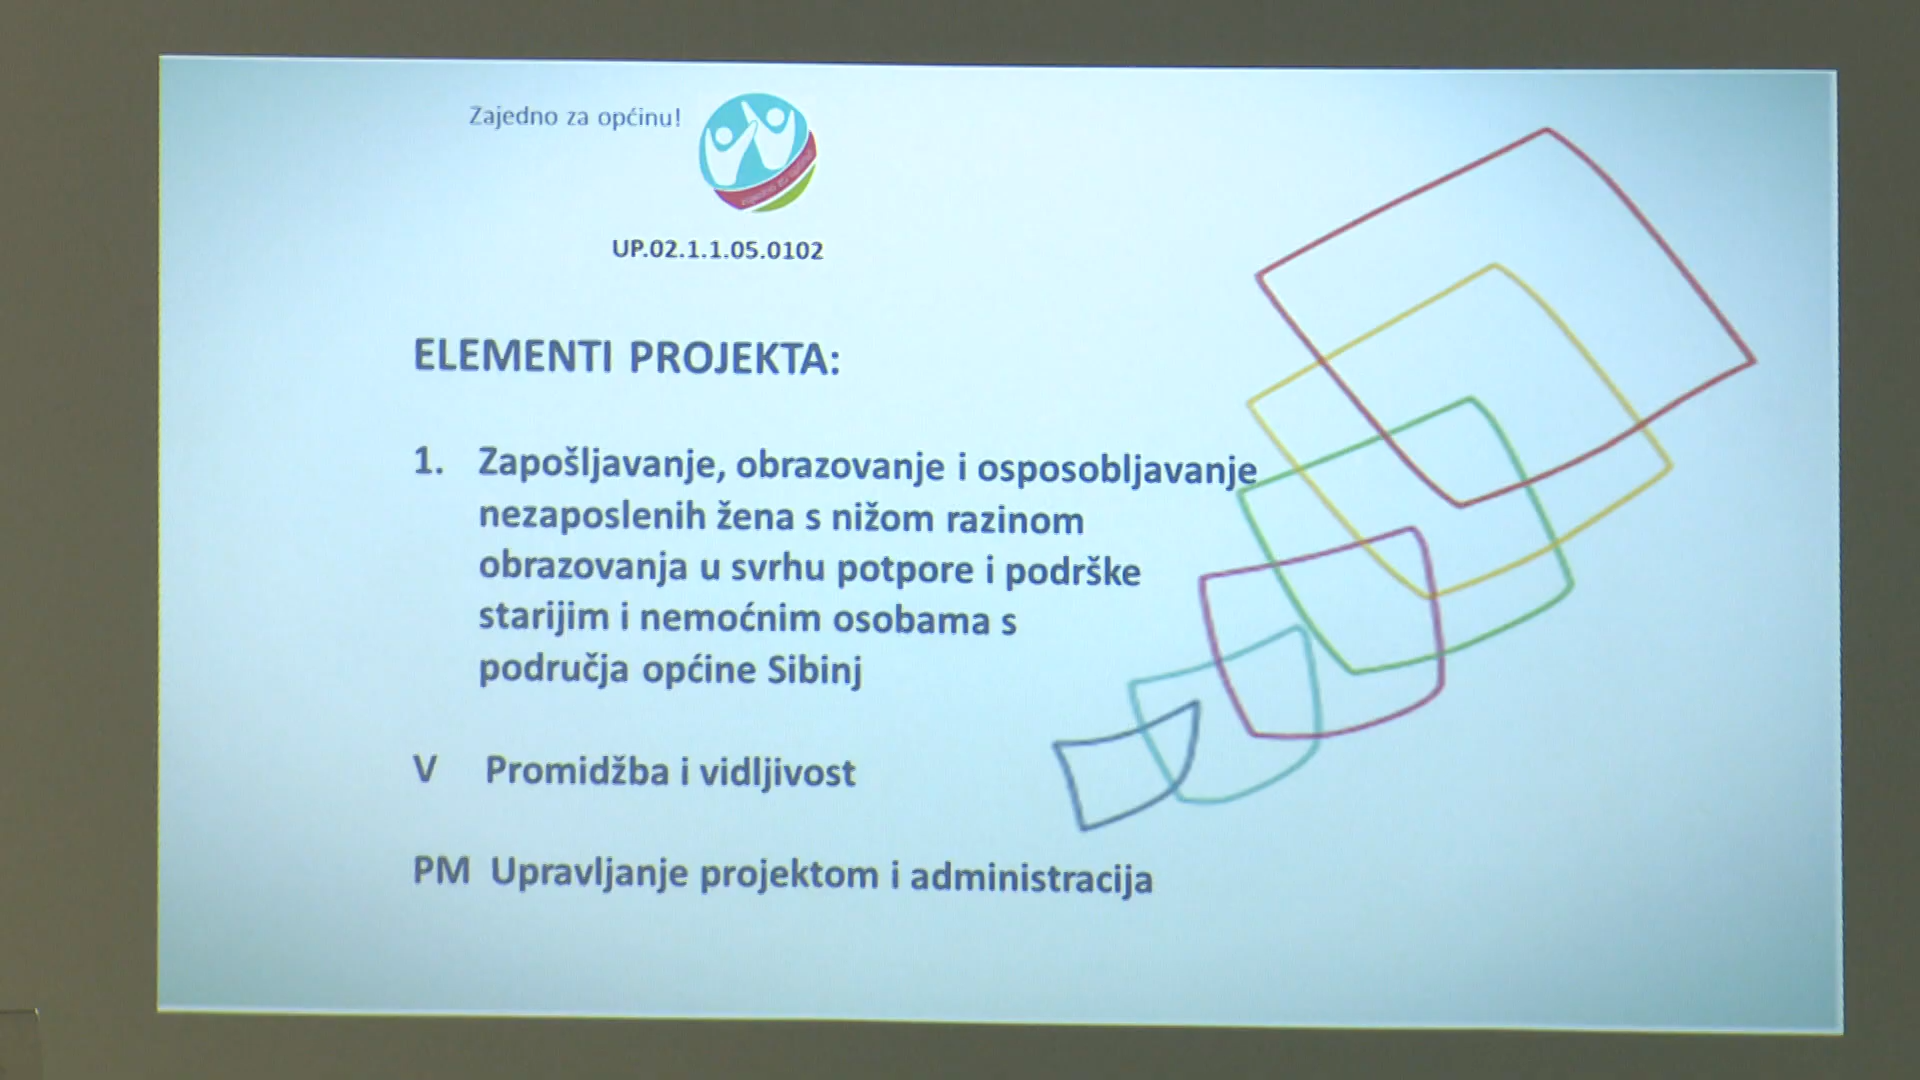 Zajedno za općinu!
UP.02.1.1.05.0102
ELEMENTI PROJEKTA:
1. Zapošljavanje, obrazovanje i osposobljavanje
nezaposlenih žena s nižom razinom
obrazovanja u svrhu potpore i podrške
starijim i nemoćnim osobama s
područja općine Sibinj
V Promidžba i vidljivost
PM Upravljanje projektom i administracija